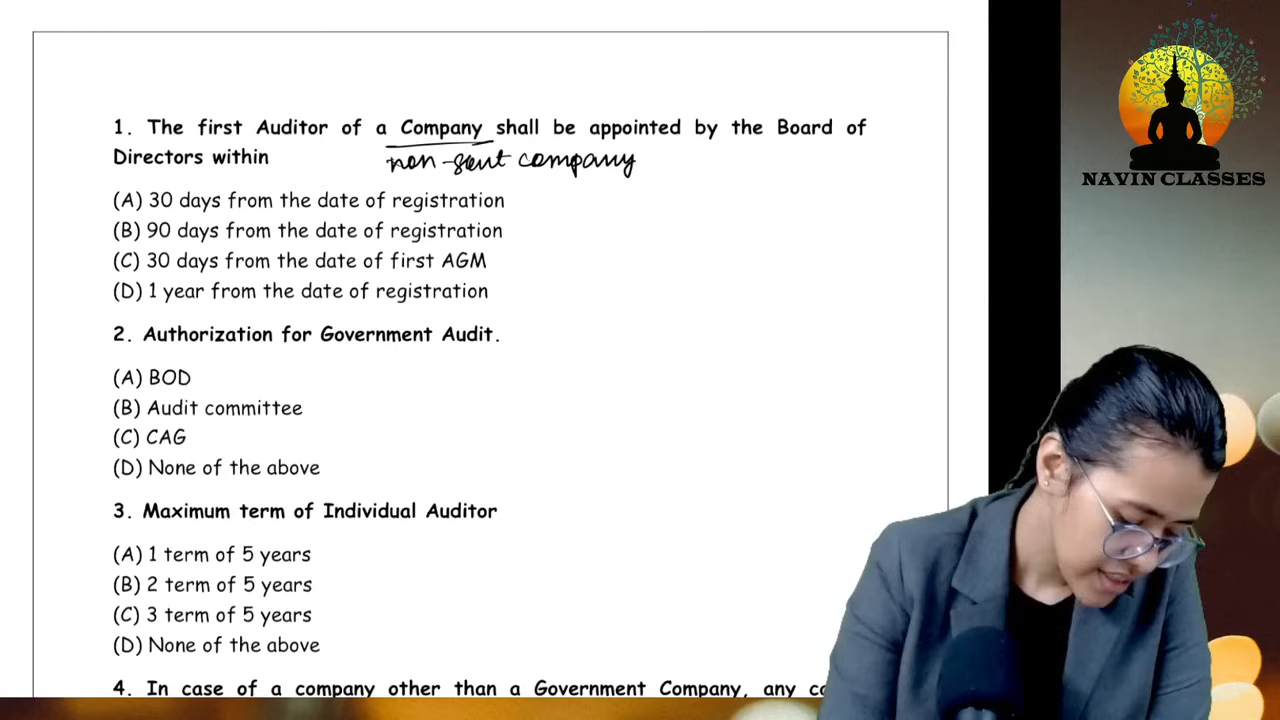 1. The first Auditor of a Company shall be appointed by the Board of
Directors within
non-govt company
(A) 30 days from the date of registration
(B) 90 days from the date of registration
(C) 30 days from the date of first AGM
(D) 1 year from the date of registration
2. Authorization for Government Audit.
(A) BOD
(B) Audit committee
(C) CAG
(D) None of the above
3. Maximum term of Individual Auditor
(A) 1 term of 5 years
(B) 2 term of 5 years
(C) 3 term of 5 years
(D) None of the above
4. In case of a company other than a Government Company, any
NAVIN CLASSES